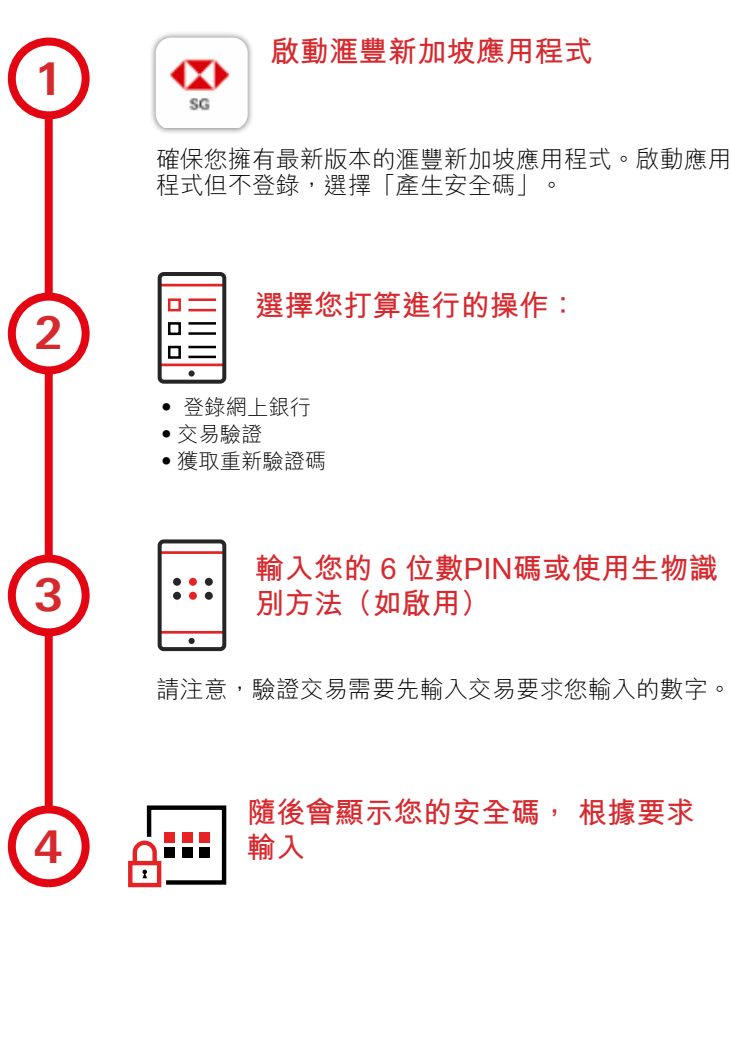 1
SG
啟動滙豐新加坡應用程式
確保您擁有最新版本的滙豐新加坡應用程式。啟動應用
程式但不登錄，選擇「產生安全碼」。
2
選擇您打算進行的操作：
• 登錄網上銀行
• 交易驗證
• 獲取重新驗證碼
3
輸入您的 6 位數PIN碼或使用生物識
別方法（如啟用）
請注意，驗證交易需要先輸入交易要求您輸入的數字。
4
隨後會顯示您的安全碼， 根據要求
輸入